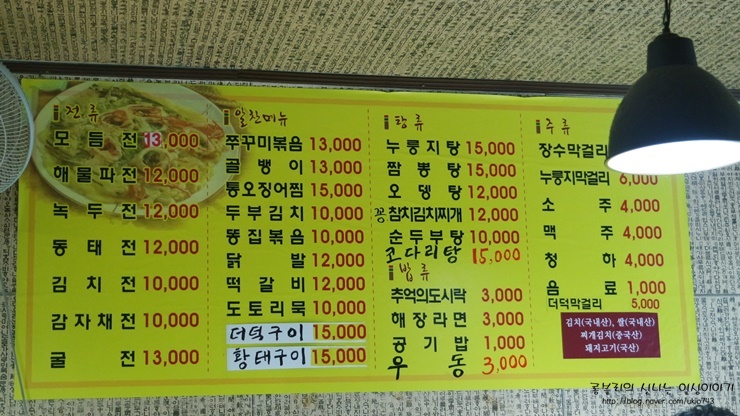 전류
모듬전 13,000
해물파전 12,000
녹두전 12,000
동태전 12,000
김치전 10,000
감자채전 10,000
굴전 13,000
알찬메뉴
쭈꾸미볶음 13,000
골뱅이 13,000
통오징어찜 15,000
두부김치 10,000
똥집볶음 10,000
닭발 12,000
떡갈비 12,000
도토리묵 10,000
더덕구이 15,000
황태구이 15,000
탕류
누룽지탕 15,000
짬뽕탕 15,000
오뎅탕 12,000
꽁참치김치찌개 12,000
순두부탕 10,000
코다리탕 15,000
밥류
추억의도시락 3,000
해장라면 3,000
공기밥 1,000
우동 3,000
주류
장수막걸리
누룽지막걸리 6,000
소주 4,000
맥주 4,000
청하 4,000
음료 1,000
더덕막걸리 5,000
김치(국내산), 쌀(국내산)
찌개김치(중국산)
돼지고기(국산)
http://blog.naver.com/ukio793